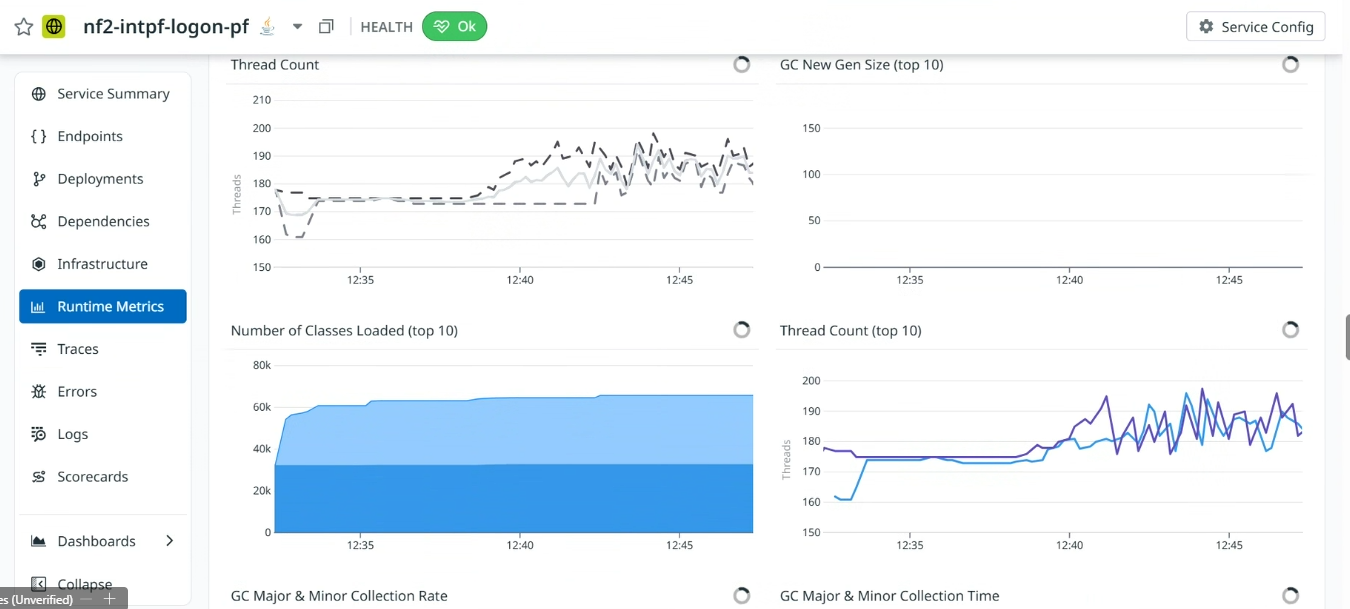 nf2-intpf-logon-pf HEALTH Ok Service Config
Service Summary
Endpoints
Deployments
Dependencies
Infrastructure
Runtime Metrics
Traces
Errors
Logs
Scorecards
Dashboards
Collapse
es (Unverified)
Thread Count
Threads
210
200
190
180
170
160
150
12:35 12:40 12:45
GC New Gen Size (top 10)
150
100
50
0
12:35 12:40 12:45
Number of Classes Loaded (top 10)
80k
60k
40k
20k
0
12:35 12:40 12:45
Thread Count (top 10)
Threads
200
190
180
170
160
150
12:35 12:40 12:45
GC Major & Minor Collection Rate
GC Major & Minor Collection Time